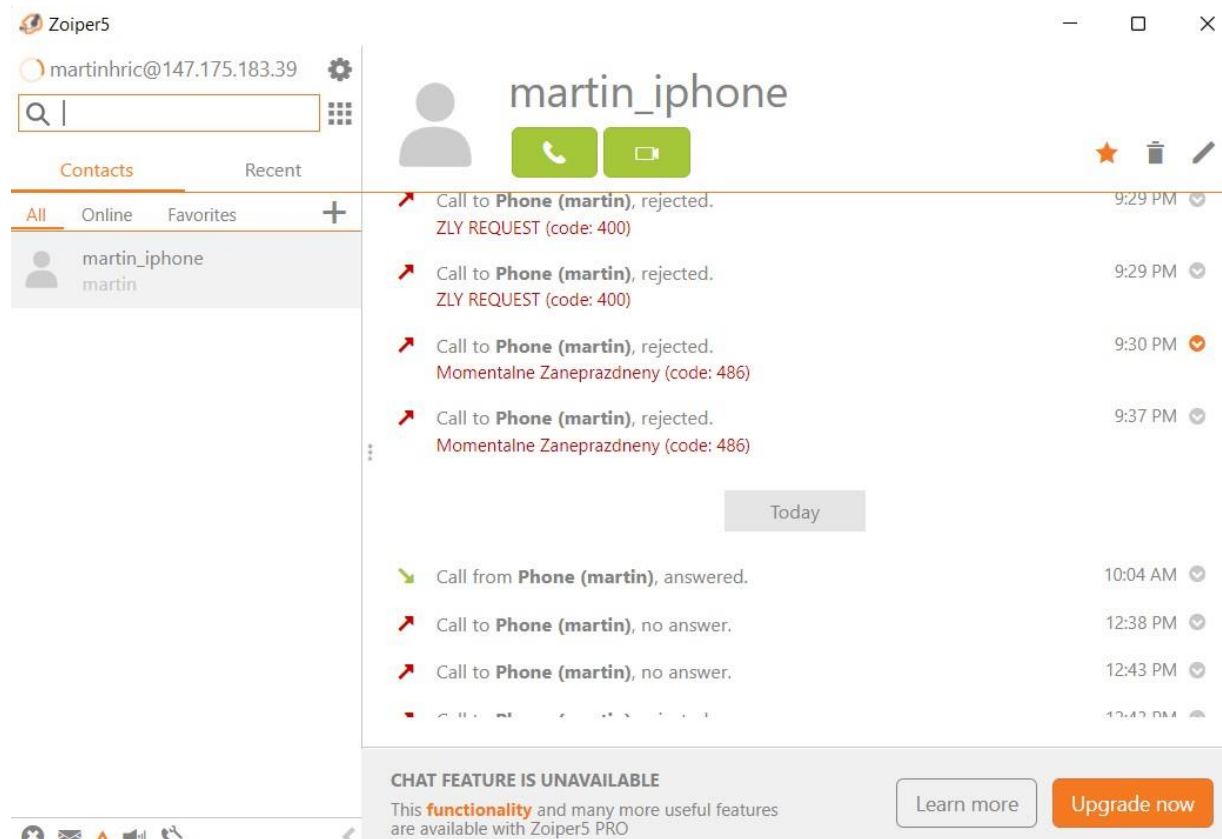 Zoiper5
martinhric@147.175.183.39
Contacts
Recent
All
Online
Favorites
martin_iphone
martin
martin_iphone
Call to Phone (martin), rejected.
9:29 PM
ZLY REQUEST (code: 400)
Call to Phone (martin), rejected.
9:29 PM
ZLY REQUEST (code: 400)
Call to Phone (martin), rejected.
9:30 PM
Momentalne Zaneprazdneny (code: 486)
Call to Phone (martin), rejected.
9:37 PM
Momentalne Zaneprazdneny (code: 486)
Today
Call from Phone (martin), answered.
10:04 AM
Call to Phone (martin), no answer.
12:38 PM
Call to Phone (martin), no answer.
12:43 PM
CHAT FEATURE IS UNAVAILABLE
This functionality and many more useful features
are available with Zoiper5 PRO
Learn more
Upgrade now